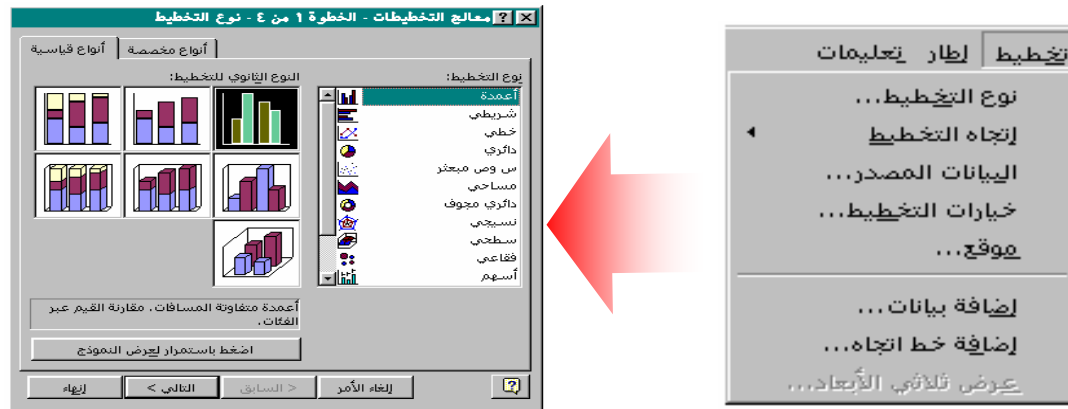 تخطيط إطار تعليمات
نوع التخطيط...
إتجاه التخطيط
البيانات المصدر...
خيارات التخطيط...
موقع...
إضافة بيانات...
إضافة خط اتجاه...
عرض ثلاثي الأبعاد...
معالج التخطيطات - الخطوة ١ من ٤ - نوع التخطيط
أنواع قياسية أنواع مخصصة
نوع التخطيط:
أعمدة
شريطي
خطي
دائري
س وص مبعثر
مساحي
دائري مجوف
نسيجي
سطحي
فقاعي
أسهم
النوع الثانوي للتخطيط:
أعمدة متفاوتة المسافات. مقارنة القيم عبر
الفئات.
اضغط باستمرار لعرض النموذج
إلغاء الأمر < السابق التالي > إنهاء